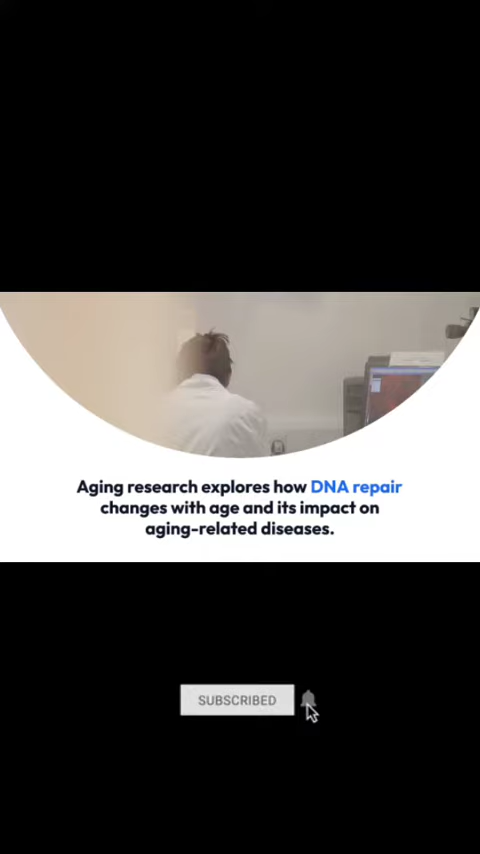 Aging research explores how DNA repair
changes with age and its impact on
aging-related diseases.
SUBSCRIBED